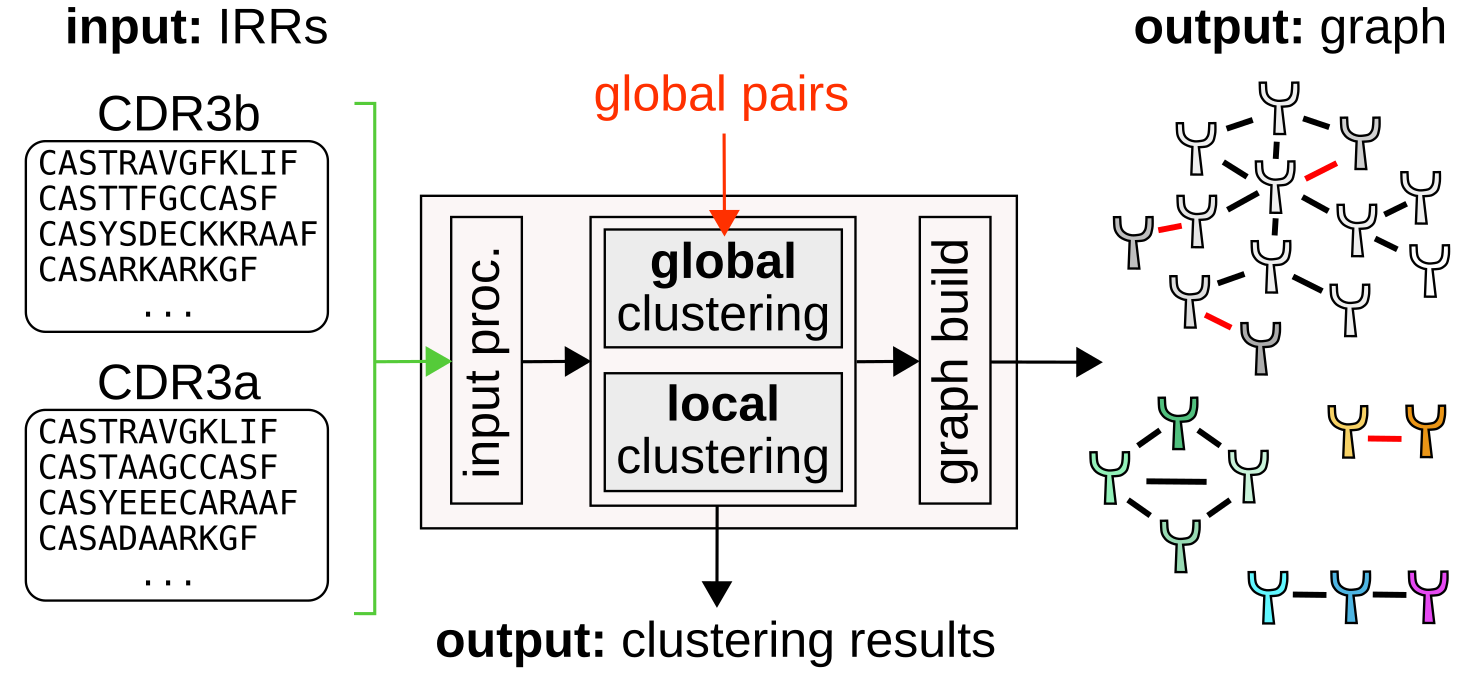 input: IRRs
CDR3b
CASTRAVGFKLIF
CASTTFGCCASF
CASYSDECKKRAAF
CASARKARKGF
...
CDR3a
CASTRAVGKLIF
CASTAAGCCASF
CASYEEECARAAF
CASADAARKGF
...
global pairs
input proc.
global
clustering
local
clustering
graph build
output: clustering results
output: graph